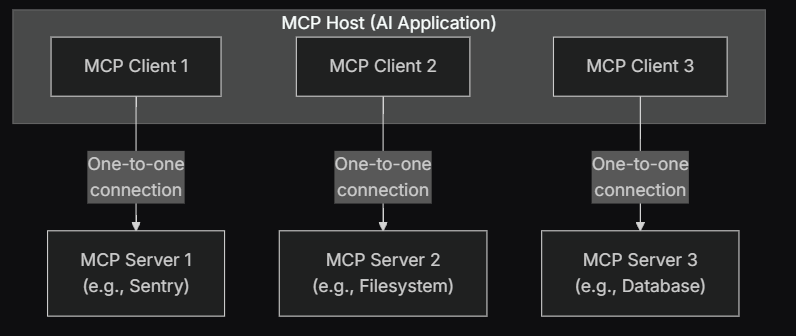 MCP Host (AI Application)
MCP Client 1
MCP Client 2
MCP Client 3
One-to-one
connection
One-to-one
connection
One-to-one
connection
MCP Server 1
(e.g., Sentry)
MCP Server 2
(e.g., Filesystem)
MCP Server 3
(e.g., Database)